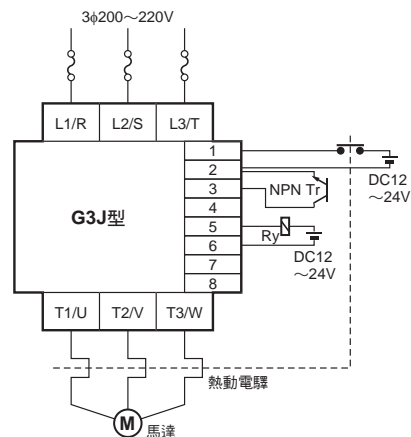 3φ200～220V
L1/R L2/S L3/T
1
2
3
4
5
6
7
8
G3J型
NPN Tr
DC12
～24V
Ry
DC12
～24V
T1/U T2/V T3/W
熱動電驛
M
馬達